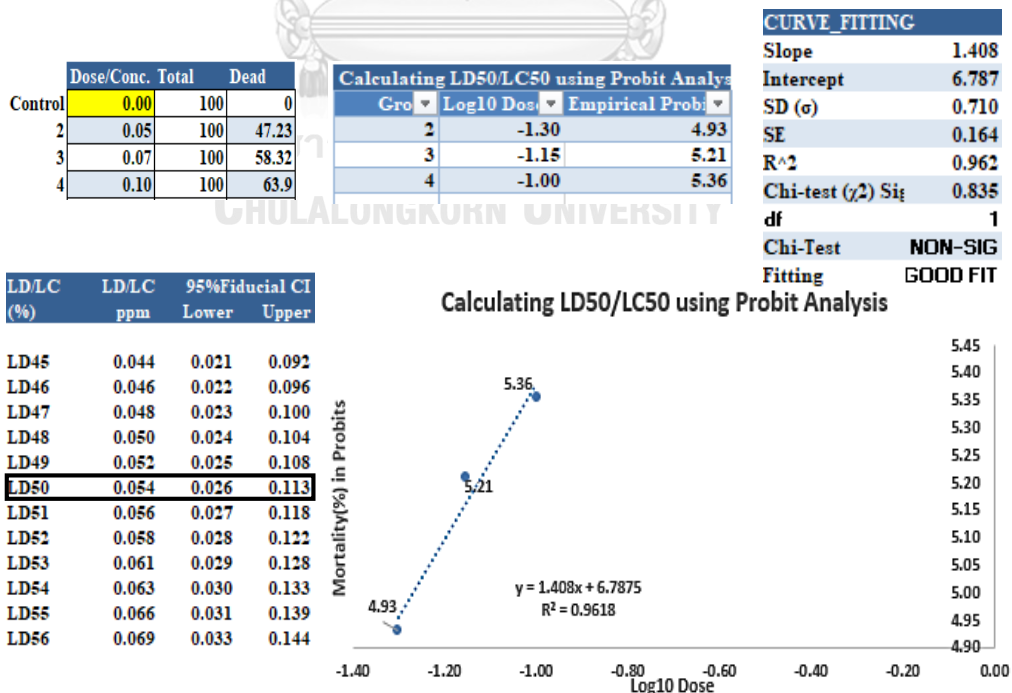 Dose/Conc. Total Dead
Control 0.00 100 0
2 0.05 100 47.23
3 0.07 100 58.32
4 0.10 100 63.9
Calculating LD50/LC50 using Probit Analys
Gro Log10 Dos Empirical Probi
2 -1.30 4.93
3 -1.15 5.21
4 -1.00 5.36
CURVE_FITTING
Slope 1.408
Intercept 6.787
SD (σ) 0.710
SE 0.164
R^2 0.962
Chi-test (χ2) Sig 0.835
df 1
Chi-Test NON-SIG
Fitting GOOD FIT
CHULALONGKORN UNIVERSITY
LD/LC LD/LC 95%Fiducial CI
(%) ppm Lower Upper
LD45 0.044 0.021 0.092
LD46 0.046 0.022 0.096
LD47 0.048 0.023 0.100
LD48 0.050 0.024 0.104
LD49 0.052 0.025 0.108
LD50 0.054 0.026 0.113
LD51 0.056 0.027 0.118
LD52 0.058 0.028 0.122
LD53 0.061 0.029 0.128
LD54 0.063 0.030 0.133
LD55 0.066 0.031 0.139
LD56 0.069 0.033 0.144
Calculating LD50/LC50 using Probit Analysis
Mortality(%) in Probits
5.36
5.21
4.93
y = 1.408x + 6.7875
R² = 0.9618
5.45
5.40
5.35
5.30
5.25
5.20
5.15
5.10
5.05
5.00
4.95
4.90
-1.40 -1.20 -1.00 -0.80 -0.60 -0.40 -0.20 0.00
Log10 Dose